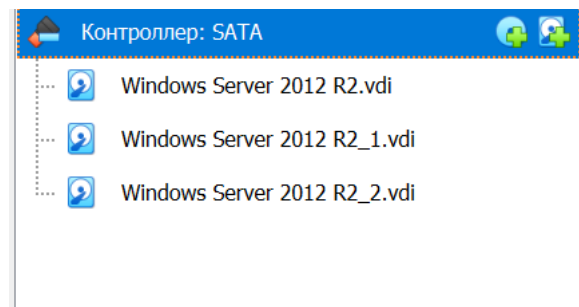 Контроллер: SATA
Windows Server 2012 R2.vdi
Windows Server 2012 R2_1.vdi
Windows Server 2012 R2_2.vdi